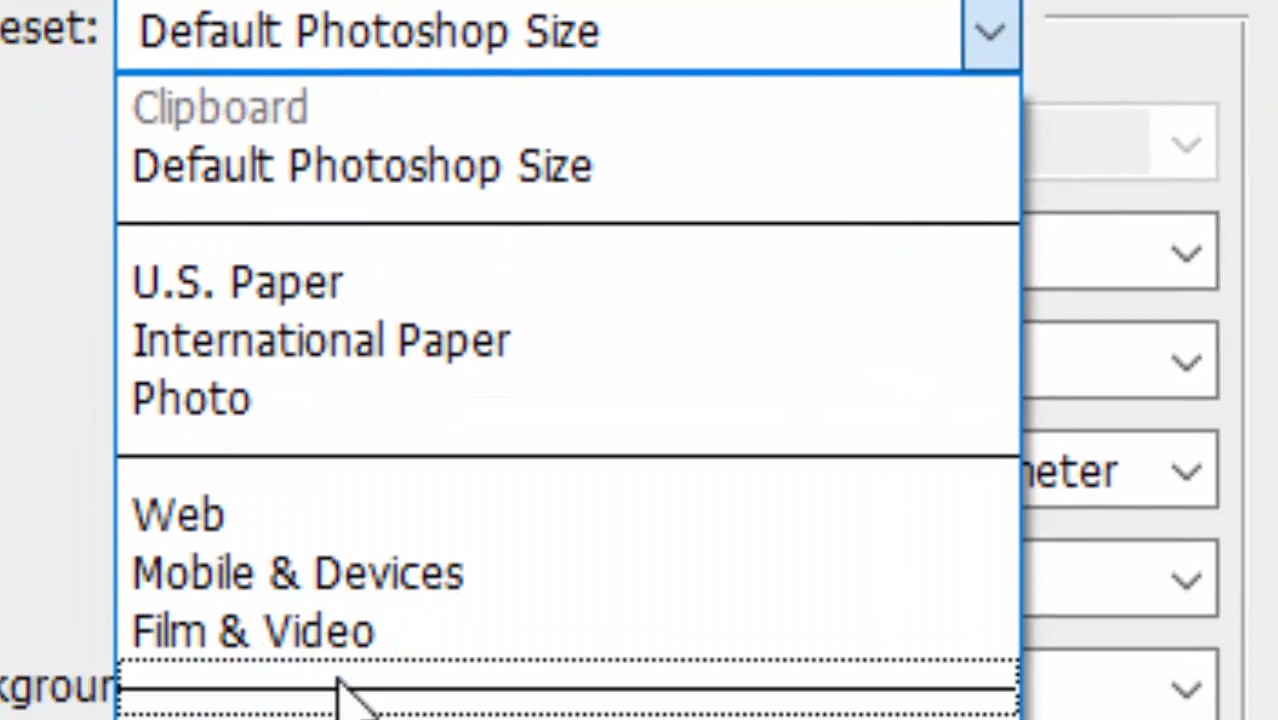 eset: Default Photoshop Size
Clipboard
Default Photoshop Size
U.S. Paper
International Paper
Photo
neter
Web
Mobile & Devices
Film & Video
kgroun